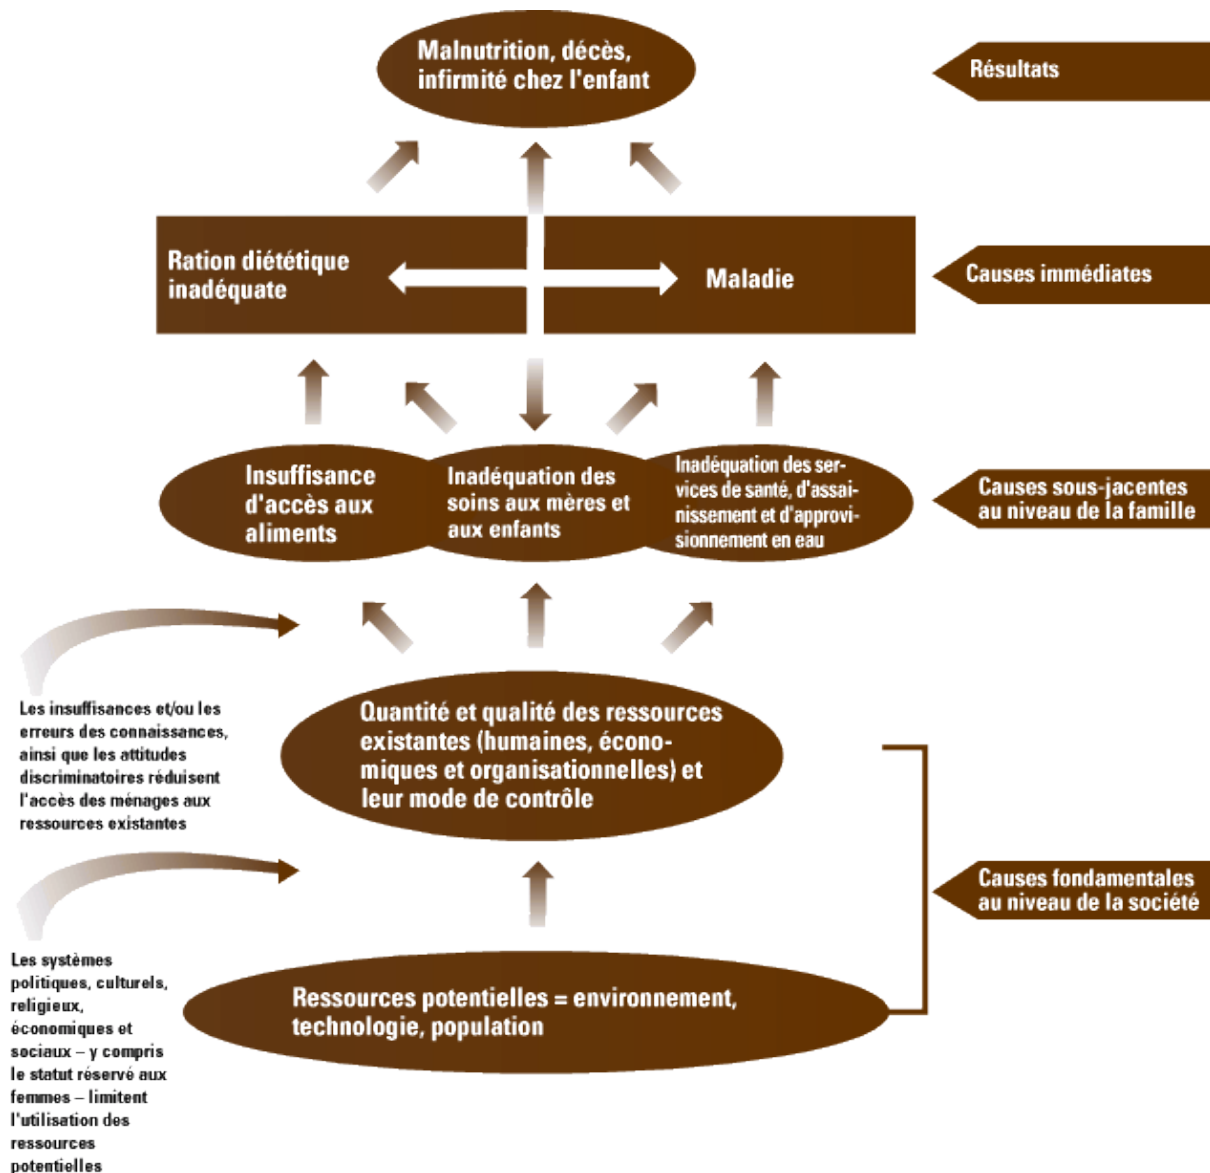 Malnutrition, décès,
infirmité chez l'enfant
Résultats
Ration diététique
inadéquate
Maladie
Causes immédiates
Insuffisance
d'accès aux
aliments
Inadéquation des
soins aux mères et
aux enfants
Inadéquation des ser-
vices de santé, d'assai-
nissement et d'approvi-
sionnement en eau
Causes sous-jacentes
au niveau de la famille
Les insuffisances et/ou les
erreurs des connaissances,
ainsi que les attitudes
discriminatoires réduisent
l'accès des ménages aux
ressources existantes
Quantité et qualité des ressources
existantes (humaines, écono-
miques et organisationnelles) et
leur mode de contrôle
Causes fondamentales
au niveau de la société
Les systèmes
politiques, culturels,
religieux,
économiques et
sociaux – y compris
le statut réservé aux
femmes – limitent
l'utilisation des
ressources
potentielles
Ressources potentielles = environnement,
technologie, population